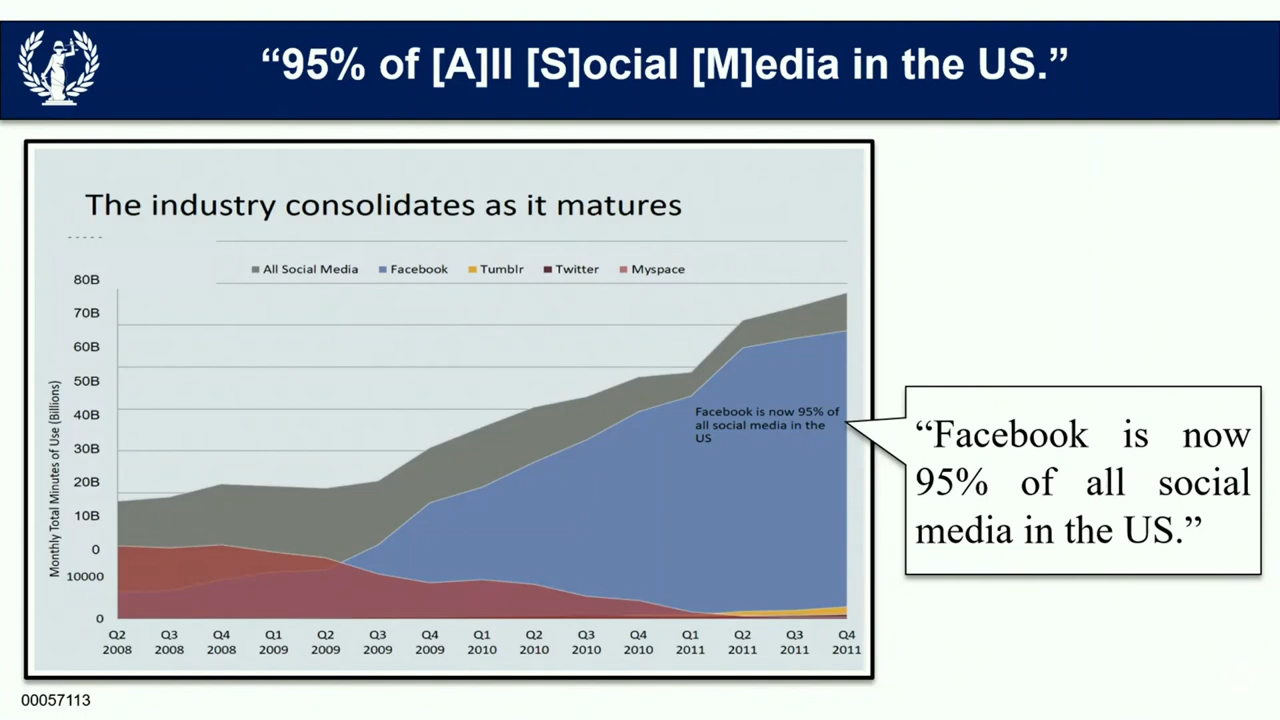 “95% of [A]ll [S]ocial [M]edia in the US.”
The industry consolidates as it matures
All Social Media Facebook Tumblr Twitter Myspace
80B
70B
60B
50B
40B
30B
20B
10B
0
10000
0
Monthly Total Minutes of Use (Billions)
Facebook is now 95% of
all social media in the
US
Q2 Q3 Q4 Q1 Q2 Q3 Q4 Q1 Q2 Q3 Q4 Q1 Q2 Q3 Q4
2008 2008 2008 2009 2009 2009 2009 2010 2010 2010 2010 2011 2011 2011 2011
“Facebook is now
95% of all social
media in the US.”
00057113